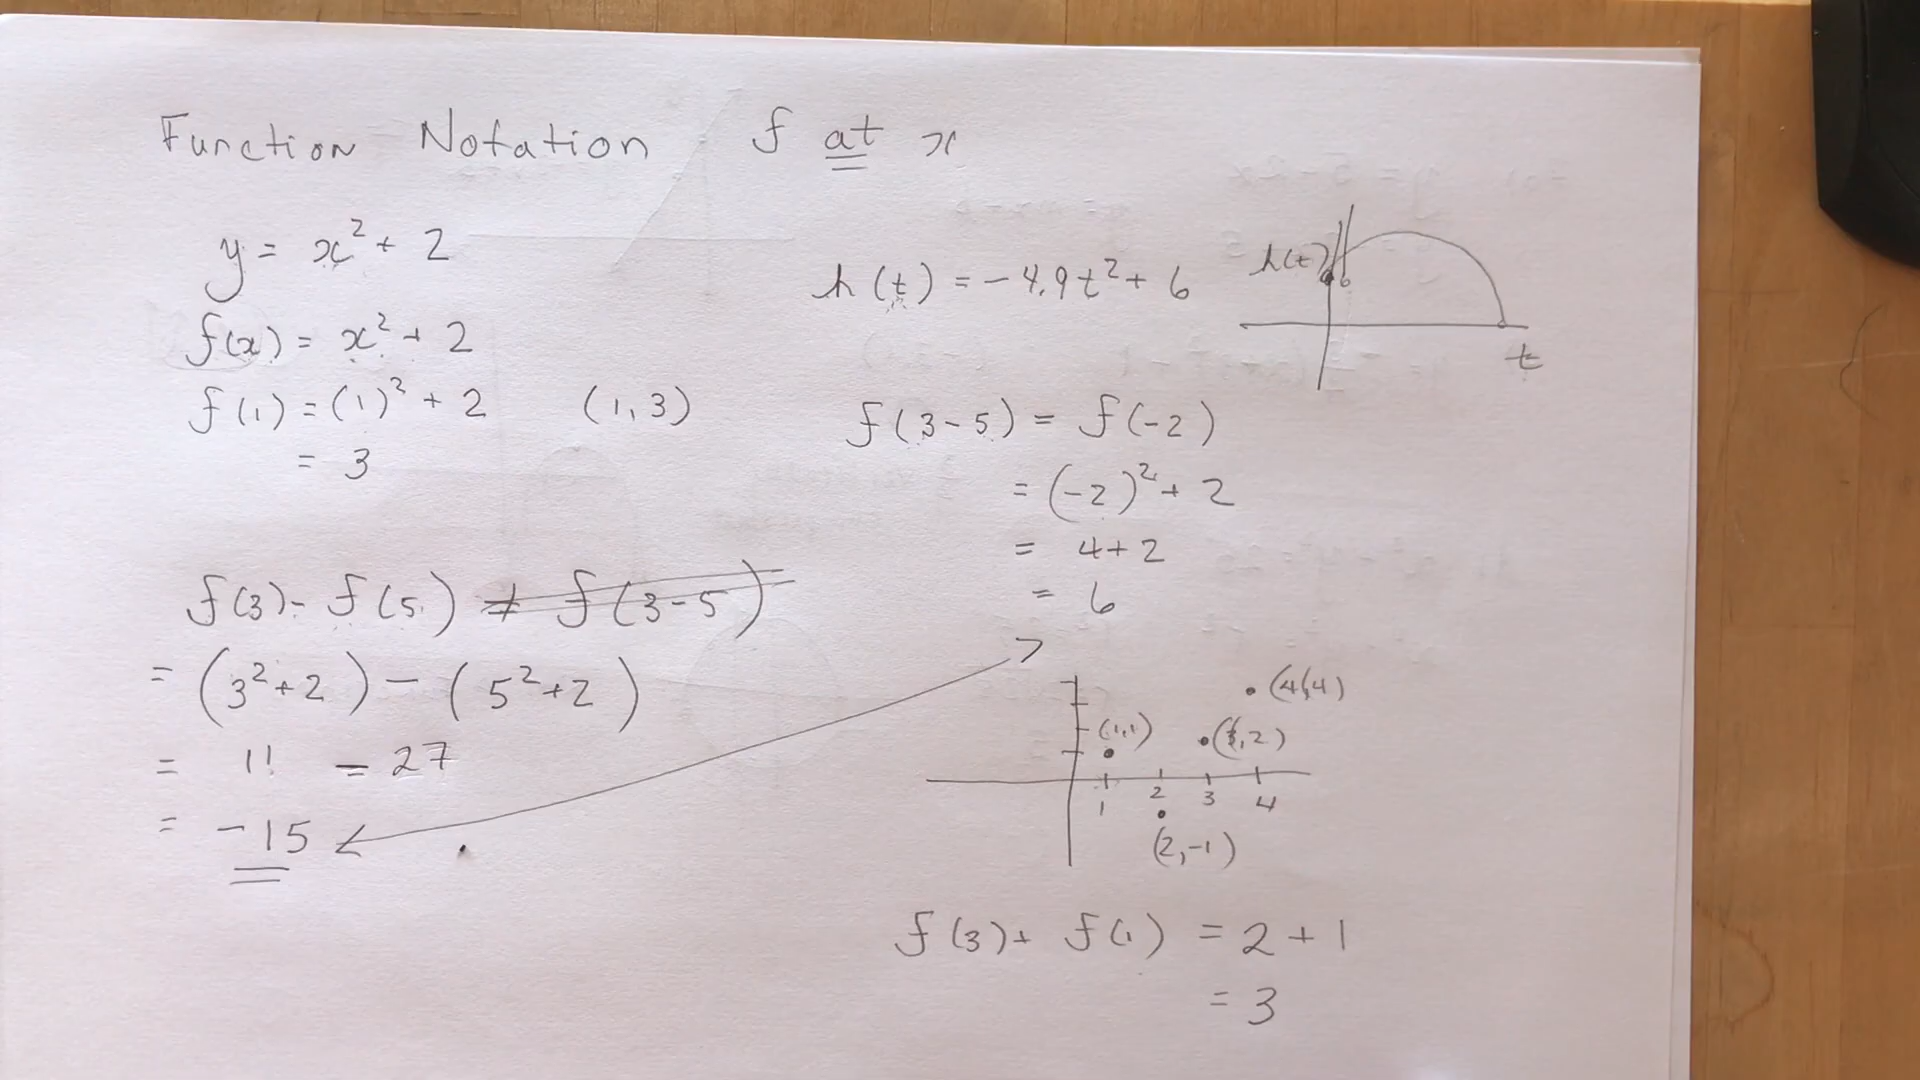 Function Notation f at x
y = x² + 2
f(x) = x² + 2
f(1) = (1)² + 2 (1,3)
= 3
f(3) - f(5) ≠ f(3-5)
= (3²+2) - (5²+2)
= 11 - 27
= -15
h(t) = -4.9t² + 6
h(t) 6
t
f(3-5) = f(-2)
= (-2)² + 2
= 4+2
= 6
(4,4)
(1,1) (3,2)
1 2 3 4
(2,-1)
f(3) + f(1) = 2 + 1
= 3